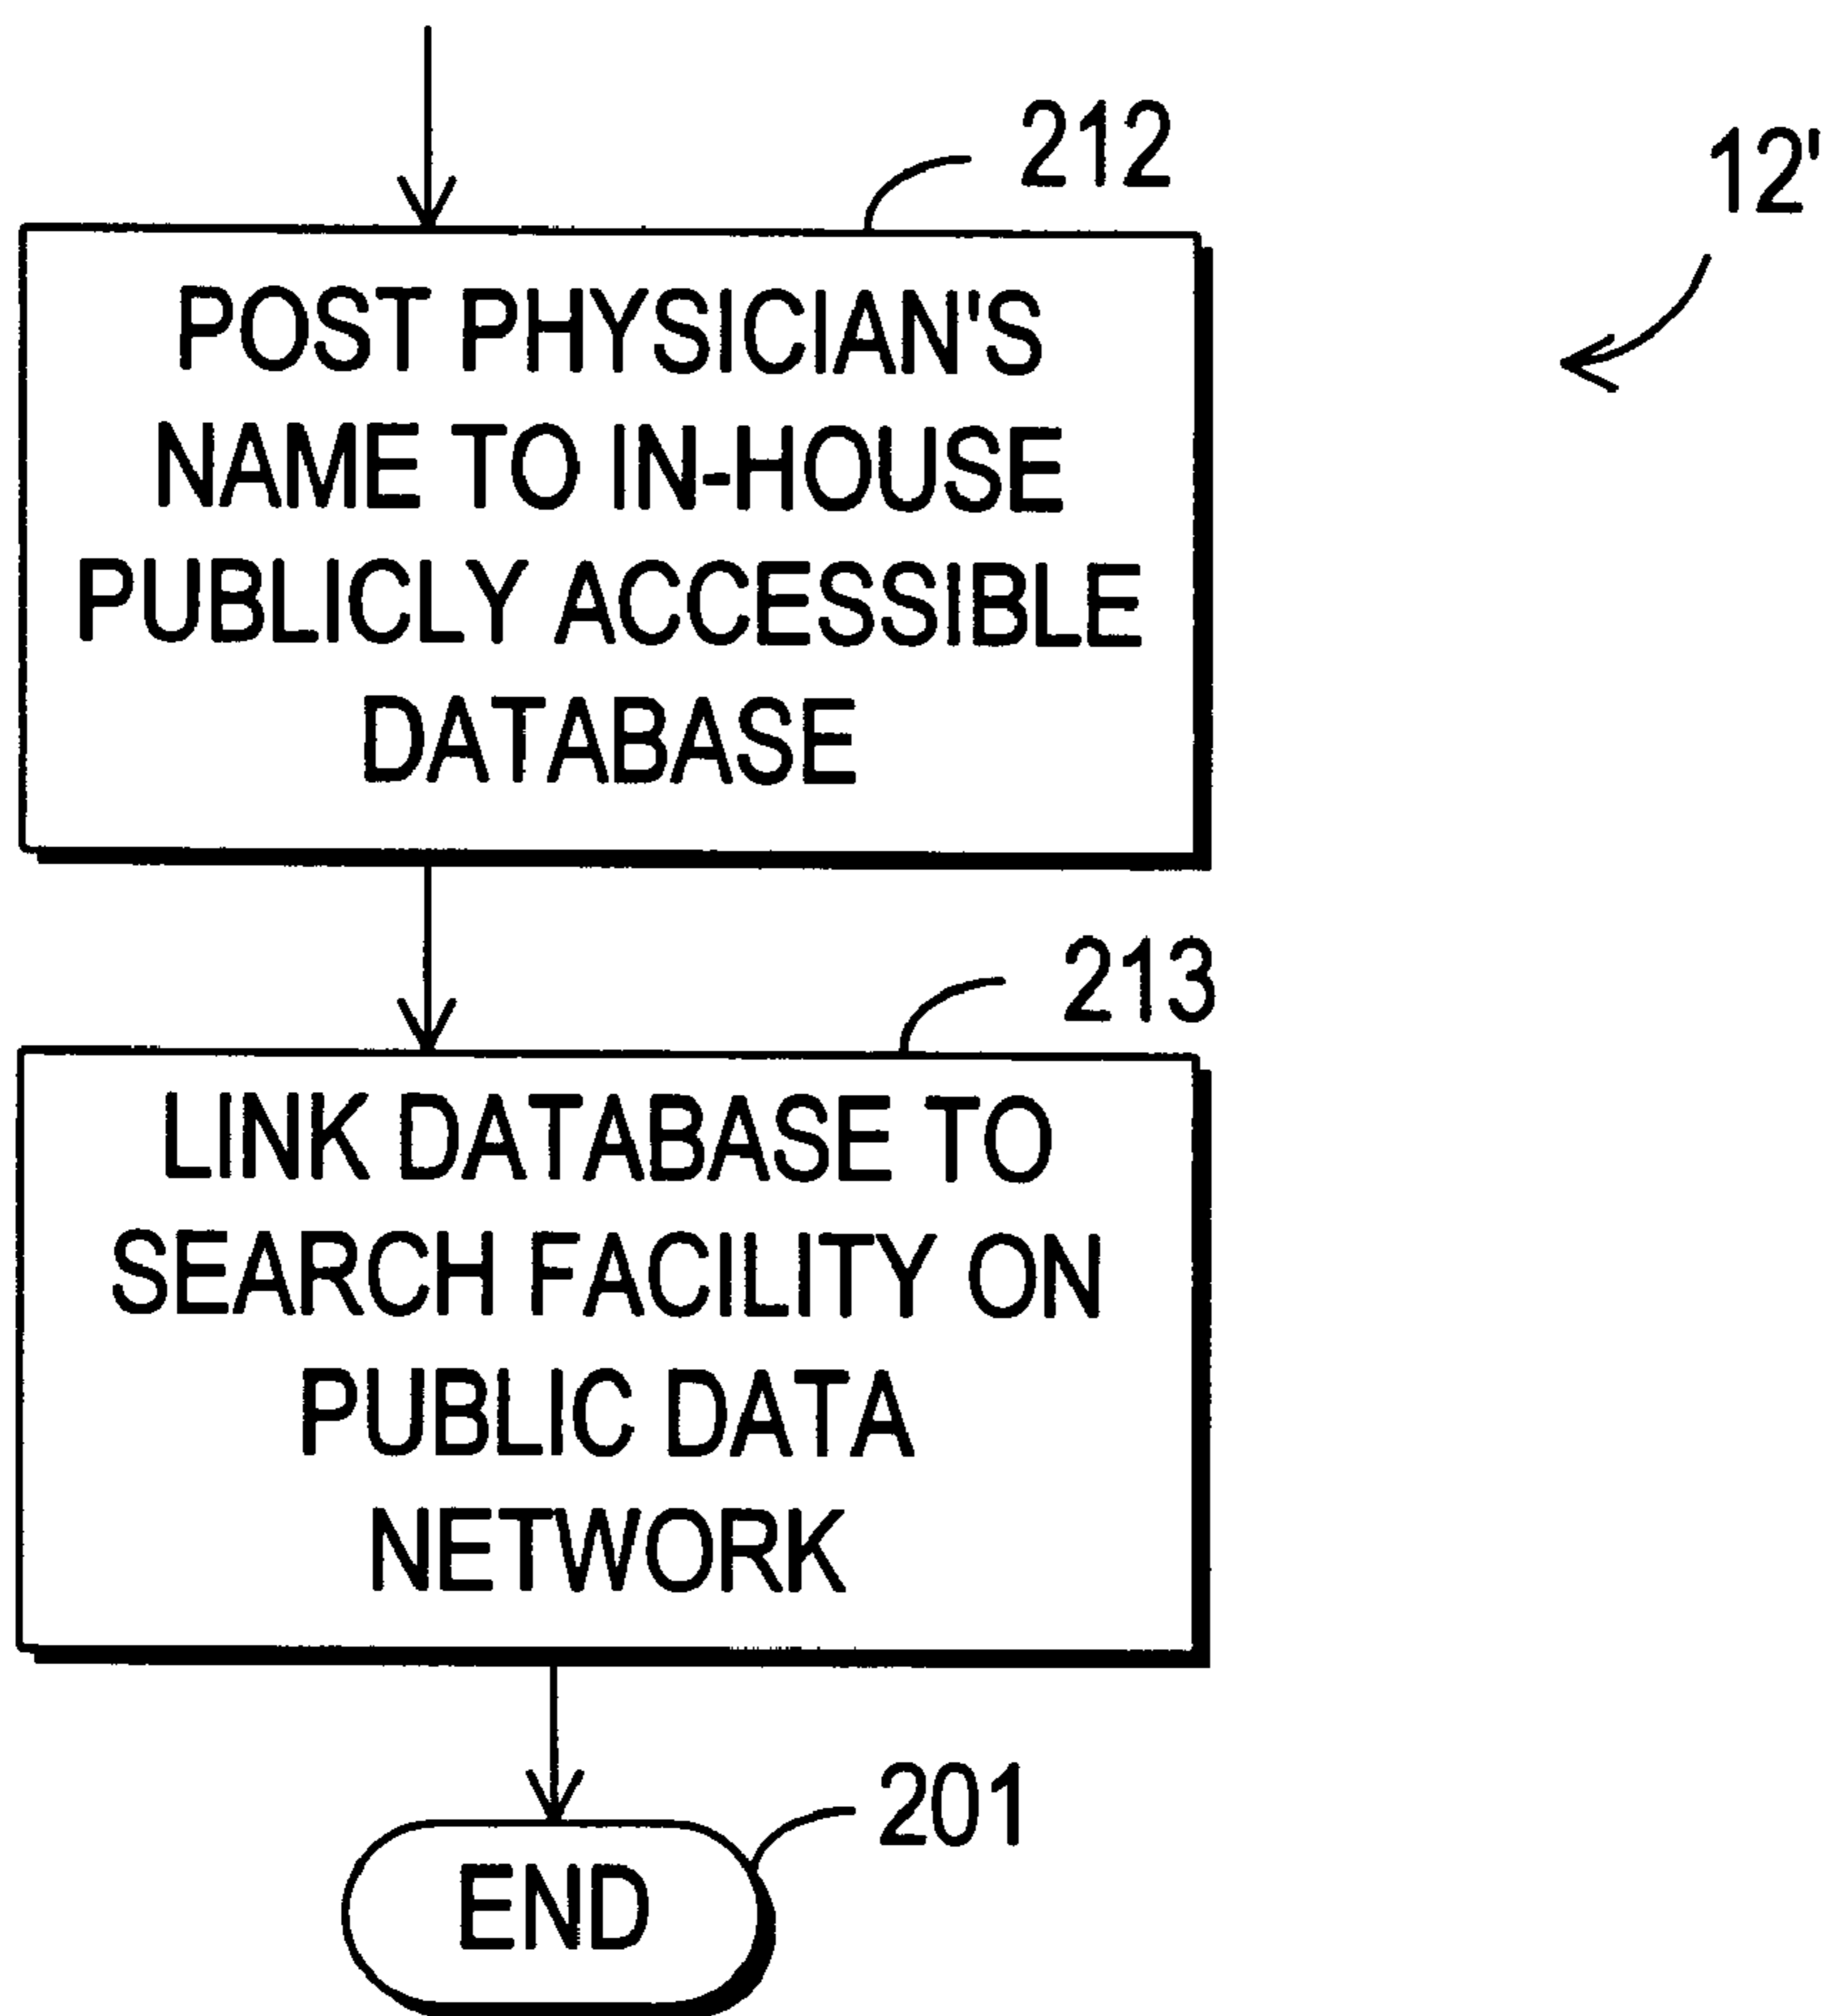 212
12'
POST PHYSICIAN'S
NAME TO IN-HOUSE
PUBLICLY ACCESSIBLE
DATABASE
213
LINK DATABASE TO
SEARCH FACILITY ON
PUBLIC DATA
NETWORK
201
END